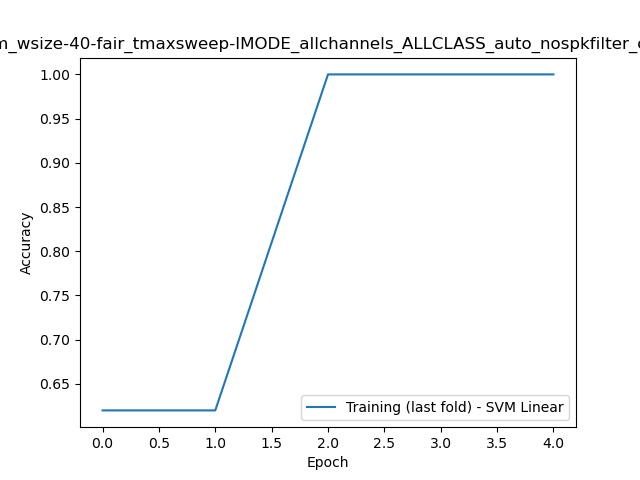 m_wsize-40-fair_tmaxsweep-IMODE_allchannels_ALLCLASS_auto_nospkfilter_
1.00
0.95
0.90
0.85
0.80
0.75
0.70
0.65
Accuracy
Training (last fold) - SVM Linear
0.0 0.5 1.0 1.5 2.0 2.5 3.0 3.5 4.0
Epoch